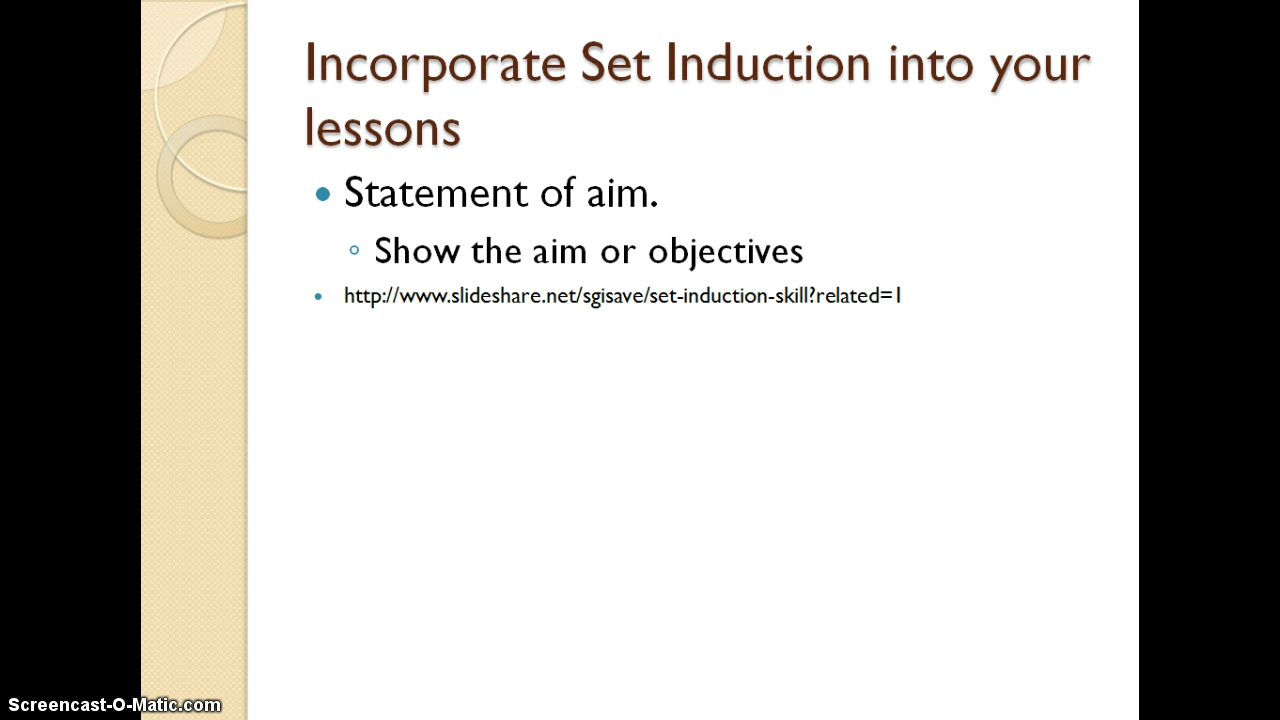 Incorporate Set Induction into your
lessons
Statement of aim.
Show the aim or objectives
http://www.slideshare.net/sgisave/set-induction-skill?related=1
Screencast-O-Matic.com